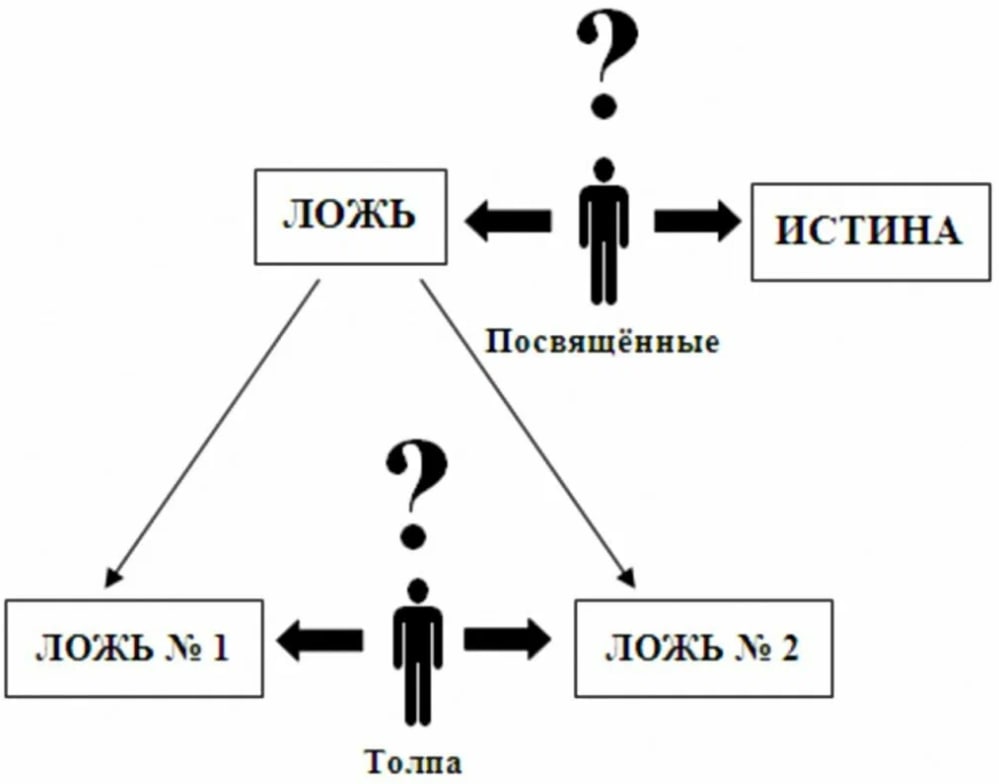 ?
ЛОЖЬ
ИСТИНА
Посвящённые
?
ЛОЖЬ № 1
ЛОЖЬ № 2
Толпа